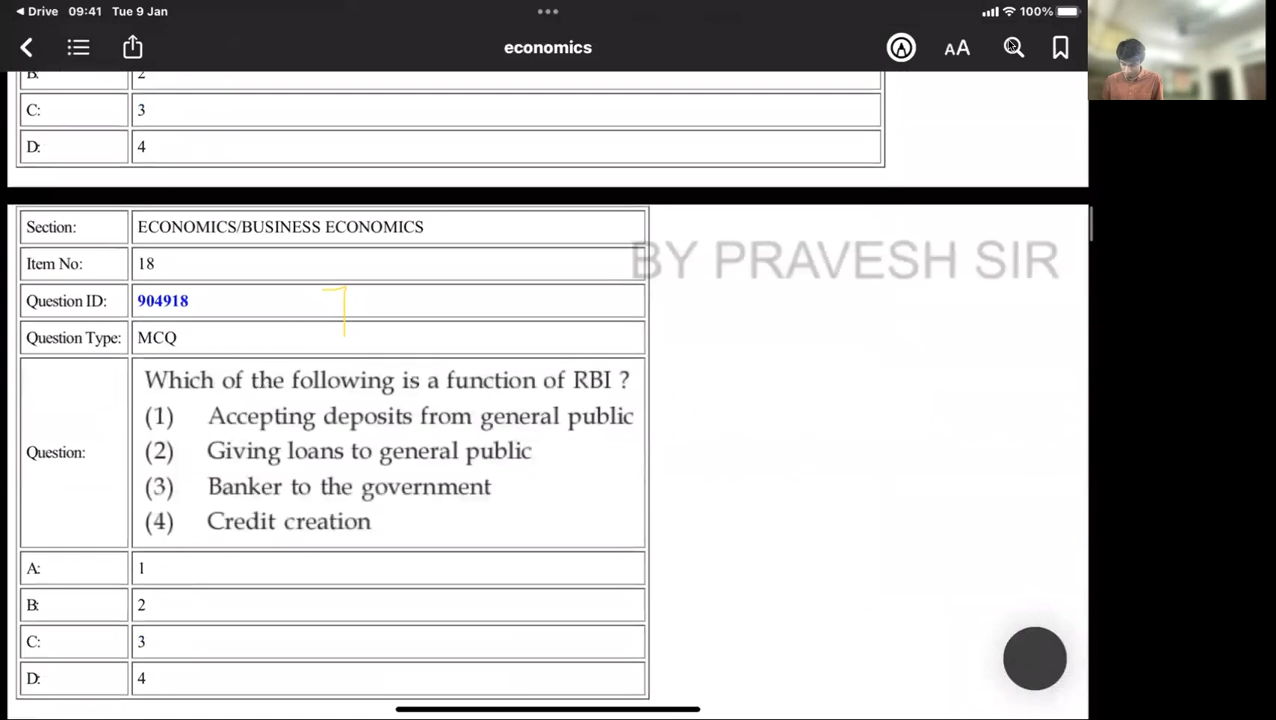 Drive 09:41 Tue 9 Jan
100%
economics
AA
B: 2
C: 3
D: 4
BY PRAVESH SIR
Section: ECONOMICS/BUSINESS ECONOMICS
Item No: 18
Question ID: 904918
Question Type: MCQ
Question:
Which of the following is a function of RBI ?
(1) Accepting deposits from general public
(2) Giving loans to general public
(3) Banker to the government
(4) Credit creation
A: 1
B: 2
C: 3
D: 4